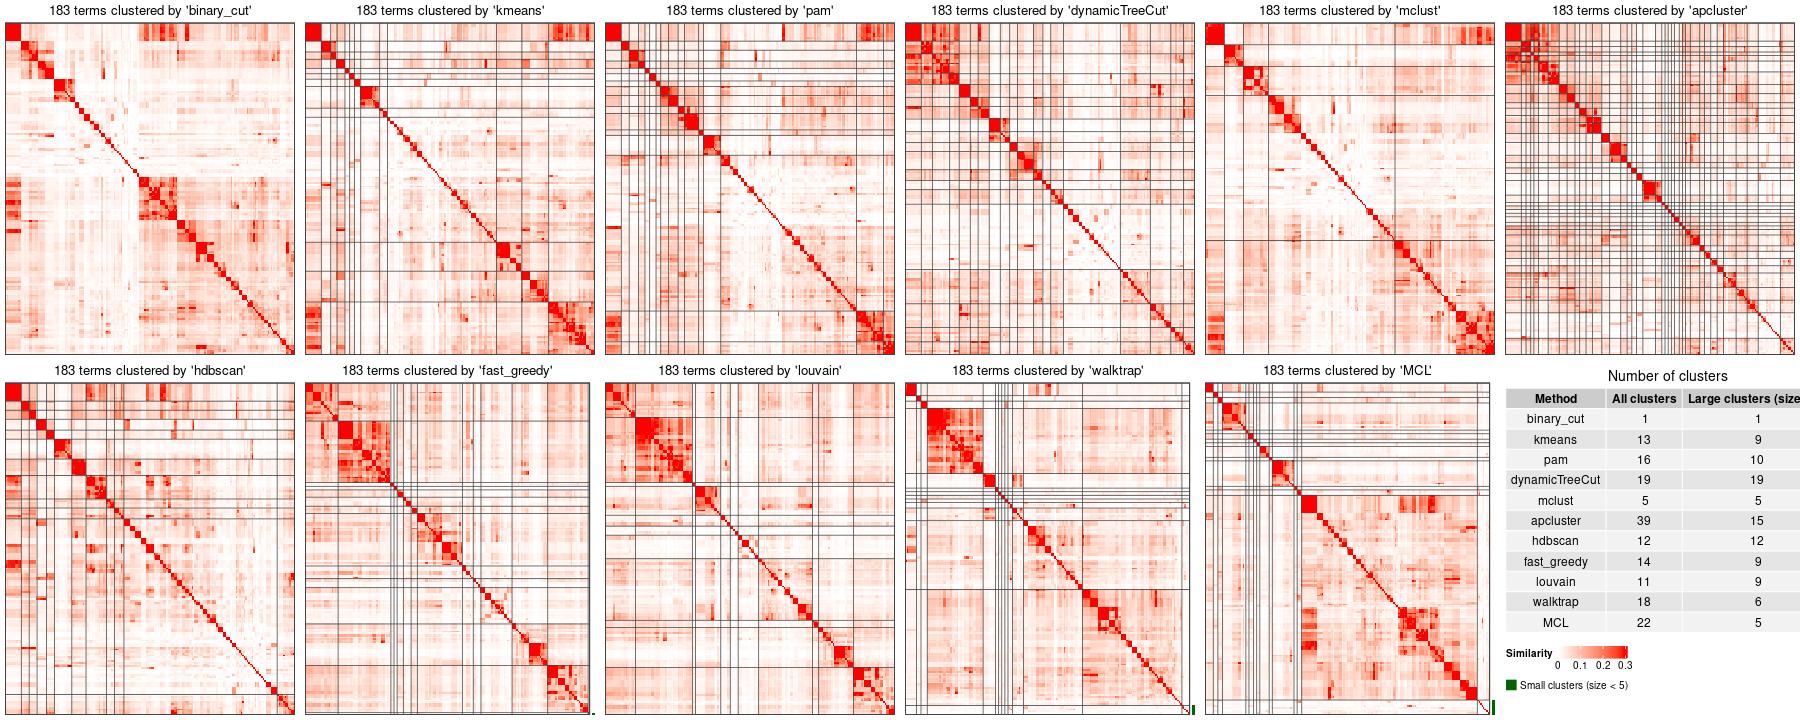 183 terms clustered by 'binary_cut'
183 terms clustered by 'kmeans'
183 terms clustered by 'pam'
183 terms clustered by 'dynamicTreeCut'
183 terms clustered by 'mclust'
183 terms clustered by 'apcluster'
183 terms clustered by 'hdbscan'
183 terms clustered by 'fast_greedy'
183 terms clustered by 'louvain'
183 terms clustered by 'walktrap'
183 terms clustered by 'MCL'
Number of clusters
Method All clusters Large clusters (size
binary_cut 1 1
kmeans 13 9
pam 16 10
dynamicTreeCut 19 19
mclust 5 5
apcluster 39 15
hdbscan 12 12
fast_greedy 14 9
louvain 11 9
walktrap 18 6
MCL 22 5
Similarity
0 0.1 0.2 0.3
Small clusters (size < 5)